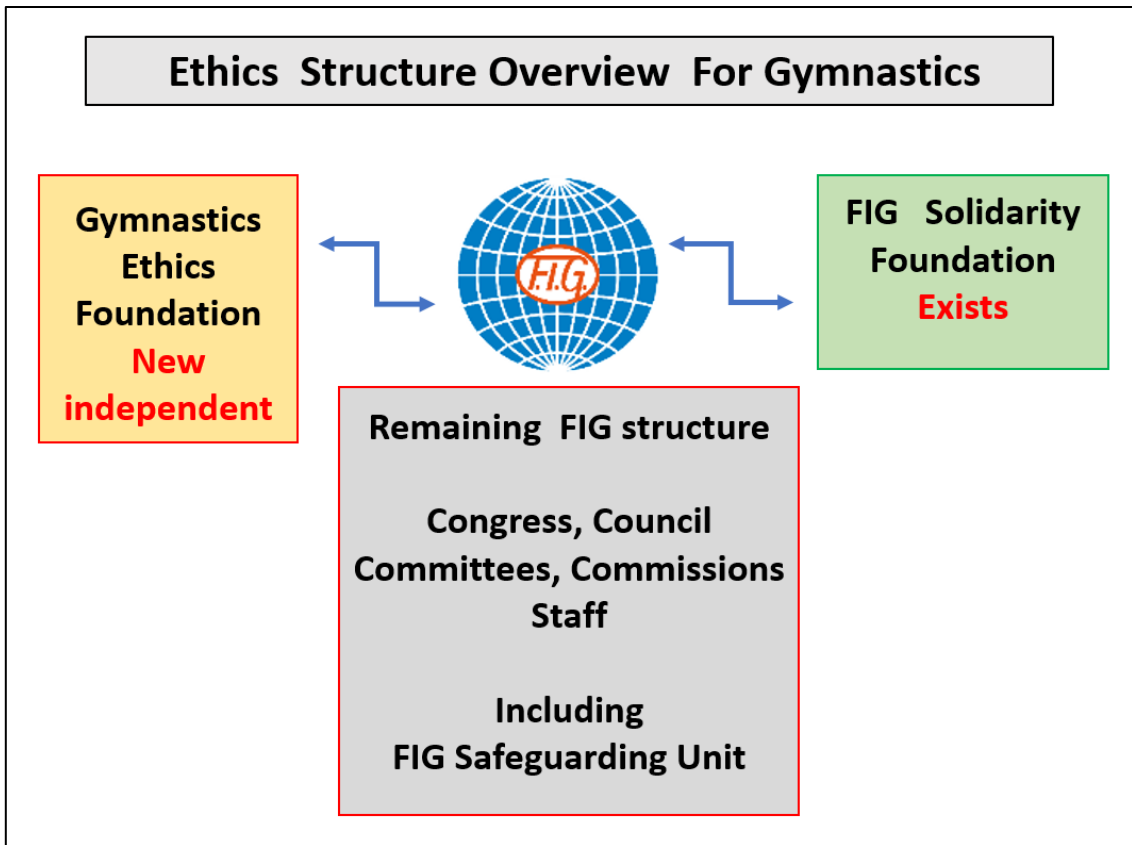 Ethics Structure Overview For Gymnastics
Gymnastics
Ethics
Foundation
New
independent
F.I.G.
FIG Solidarity
Foundation
Exists
Remaining FIG structure
Congress, Council
Committees, Commissions
Staff
Including
FIG Safeguarding Unit